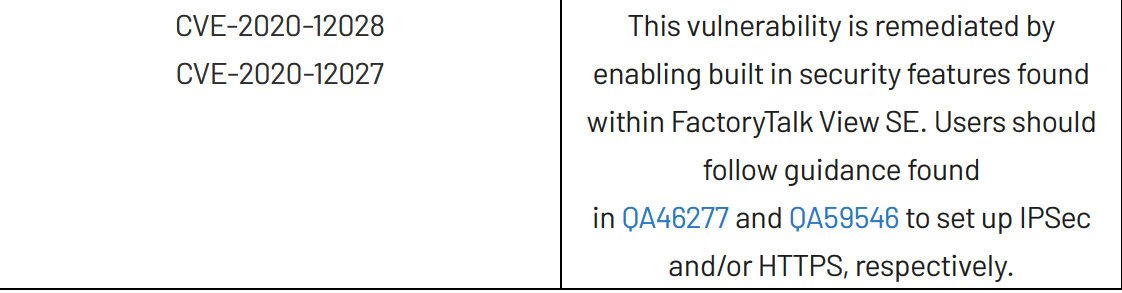 CVE-2020-12028
CVE-2020-12027
This vulnerability is remediated by
enabling built in security features found
within FactoryTalk View SE. Users should
follow guidance found
in QA46277 and QA59546 to set up IPSec
and/or HTTPS, respectively.